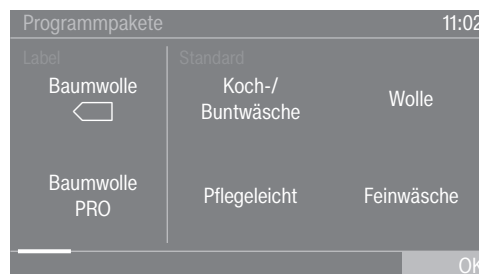 Programmpakete 11:02
Label
Standard
Baumwolle
Koch-/
Buntwäsche
Wolle
Baumwolle
PRO
Pflegeleicht
Feinwäsche
OK